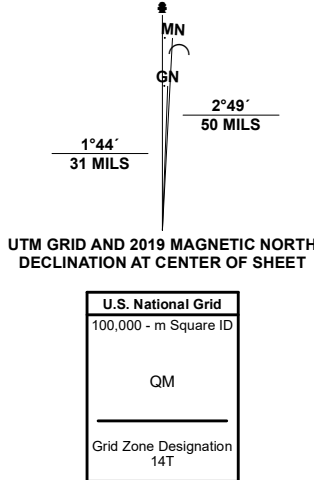 MN
GN
2°49´
50 MILS
1°44´
31 MILS
UTM GRID AND 2019 MAGNETIC NORTH
DECLINATION AT CENTER OF SHEET
U.S. National Grid
100,000 - m Square ID
QM
Grid Zone Designation
14T